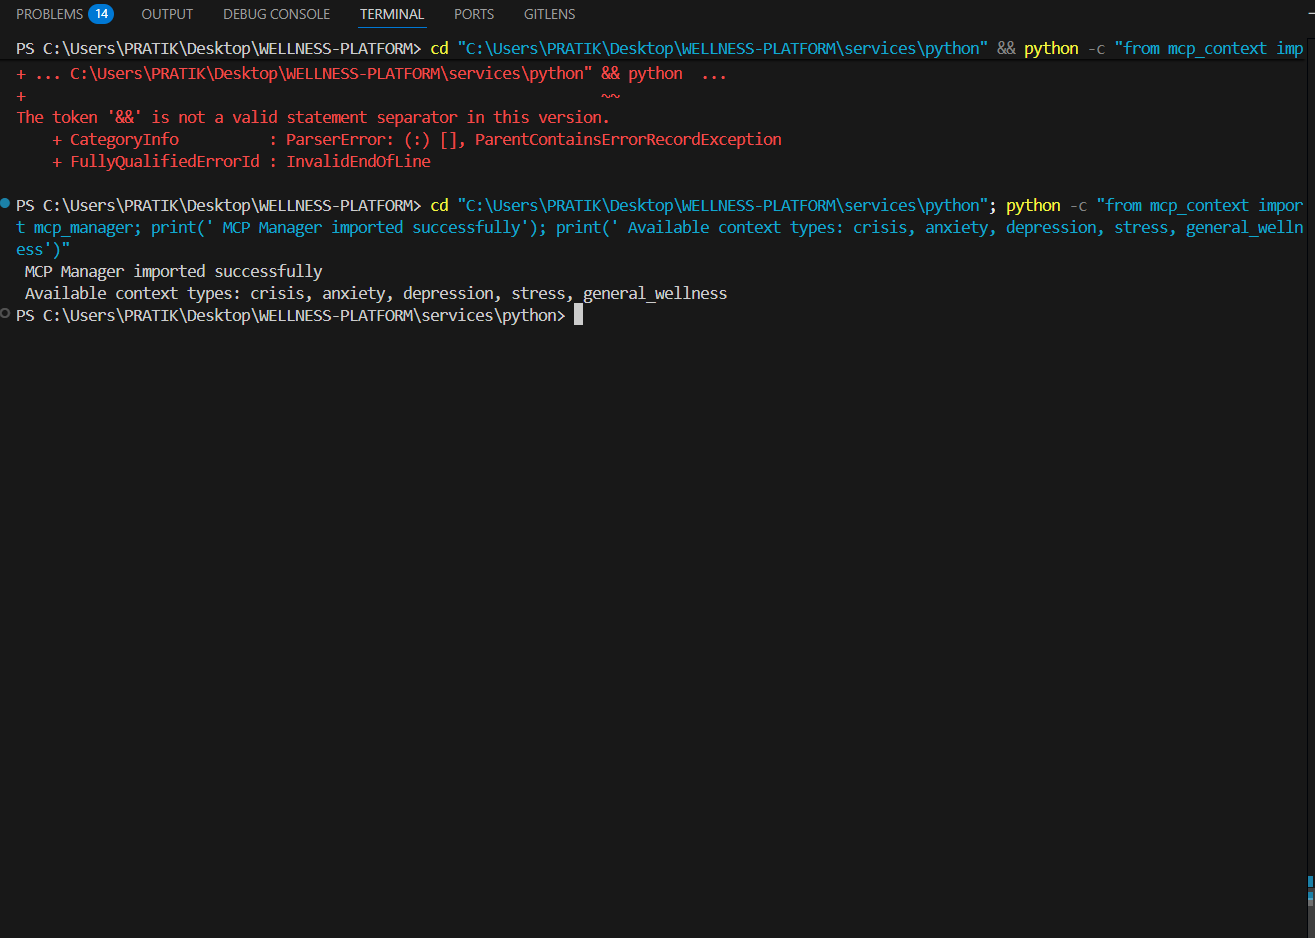 PROBLEMS 14 OUTPUT DEBUG CONSOLE TERMINAL PORTS GITLENS
PS C:\Users\PRATIK\Desktop\WELLNESS-PLATFORM> cd "C:\Users\PRATIK\Desktop\WELLNESS-PLATFORM\services\python" && python -c "from mcp_context imp
+ ... C:\Users\PRATIK\Desktop\WELLNESS-PLATFORM\services\python" && python  ...
+                                                                ~~
The token '&&' is not a valid statement separator in this version.
    + CategoryInfo          : ParserError: (:) [], ParentContainsErrorRecordException
    + FullyQualifiedErrorId : InvalidEndOfLine
PS C:\Users\PRATIK\Desktop\WELLNESS-PLATFORM> cd "C:\Users\PRATIK\Desktop\WELLNESS-PLATFORM\services\python"; python -c "from mcp_context impor
t mcp_manager; print(' MCP Manager imported successfully'); print(' Available context types: crisis, anxiety, depression, stress, general_welln
ess')"
 MCP Manager imported successfully
 Available context types: crisis, anxiety, depression, stress, general_wellness
PS C:\Users\PRATIK\Desktop\WELLNESS-PLATFORM\services\python>